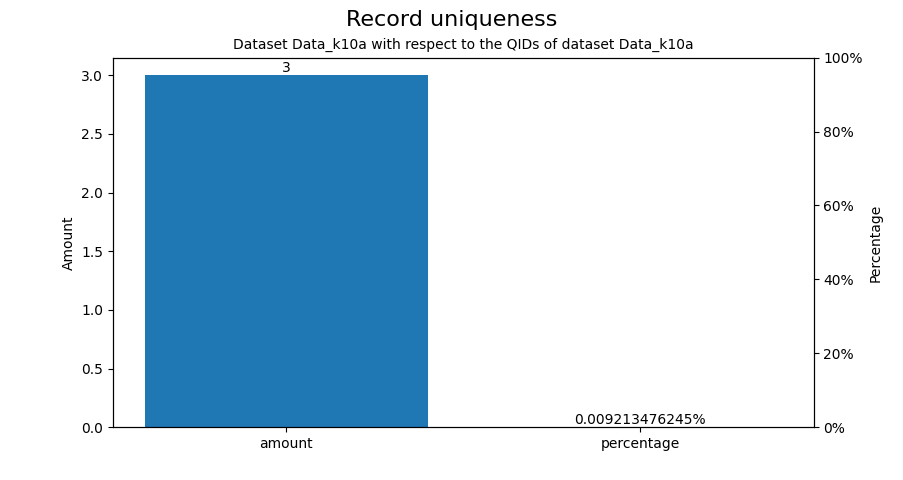 Record uniqueness
Dataset Data_k10a with respect to the QIDs of dataset Data_k10a
3
0.009213476245%
3.0
2.5
2.0
1.5
1.0
0.5
0.0
Amount
100%
80%
60%
40%
20%
0%
Percentage
amount
percentage